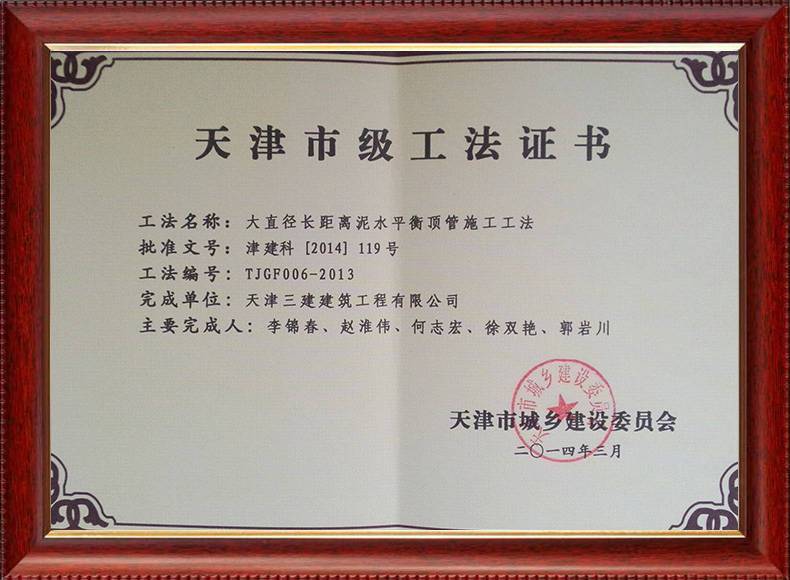 天津市级工法证书
工法名称：大直径长距离泥水平衡顶管施工工法
批准文号：津建科 [2014] 119 号
工法编号：TJGF006-2013
完成单位：天津三建建筑工程有限公司
主要完成人：李锦春、赵淮伟、何志宏、徐双艳、郭岩川
天津市城乡建设委员会
二〇一四年三月